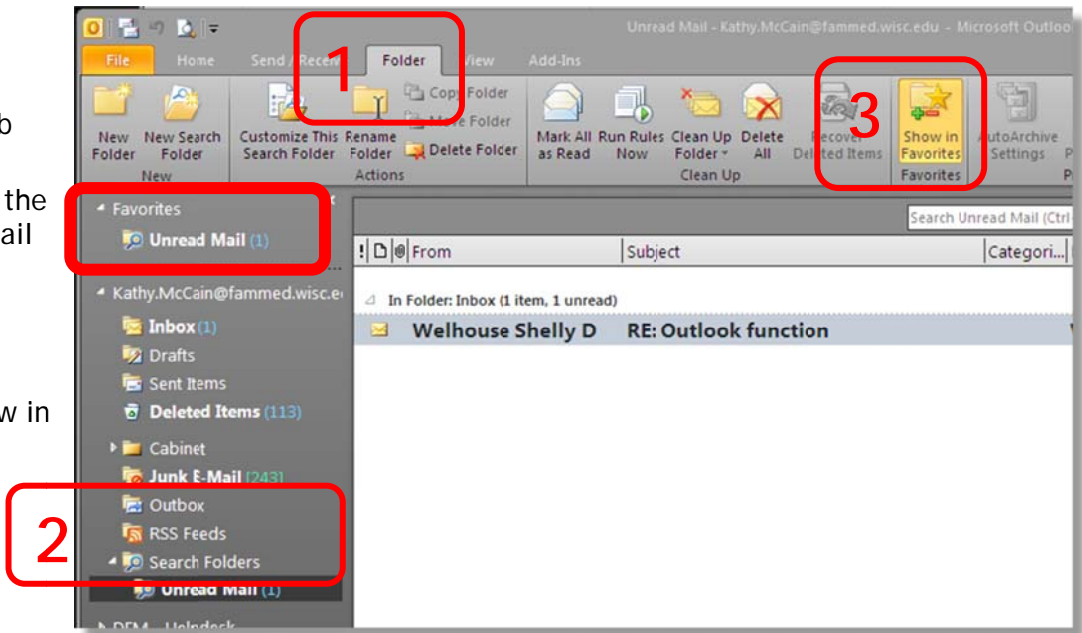 Unread Mail - Kathy.McCain@fammed.wisc.edu - Microsoft Outloo
File Home Send / Receiv Folder View Add-Ins
1
3
New Folder
New Search Folder
New
Customize This Search Folder
Rename Folder
Copy Folder
Move Folder
Delete Folder
Actions
Mark All as Read
Run Rules Now
Clean Up Folder
Delete All
Recover Deleted Items
Clean Up
Show in Favorites
Favorites
AutoArchive Settings
P
P
b
the
ail
w in
Favorites
Unread Mail (1)
Search Unread Mail (Ctrl
! From Subject Categori...
Kathy.McCain@fammed.wisc.e
In Folder: Inbox (1 item, 1 unread)
Inbox (1)
Welhouse Shelly D RE: Outlook function
Drafts
Sent Items
Deleted Items (113)
Cabinet
Junk E-Mail [243]
Outbox
2
RSS Feeds
Search Folders
Unread Mail (1)